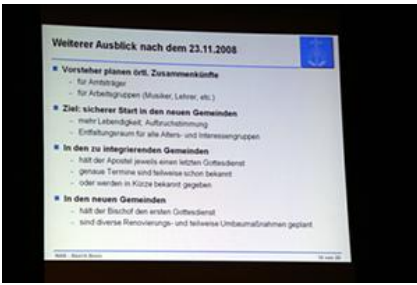 Weiterer Ausblick nach dem 23.11.2008
Vorsteher planen örtl. Zusammenkünfte
- für Amtsträger
- für Arbeitsgruppen (Musiker, Lehrer, etc.)
Ziel: sicherer Start in den neuen Gemeinden
- mehr Lebendigkeit, Aufbruchstimmung
- Entfaltungsraum für alle Alters- und Interessengruppen
In den zu integrierenden Gemeinden
- hält der Apostel jeweils einen letzten Gottesdienst
- genaue Termine sind teilweise schon bekannt
- oder werden in Kürze bekannt gegeben
In den neuen Gemeinden
- hält der Bischof den ersten Gottesdienst
- sind diverse Renovierungs- und teilweise Umbaumaßnahmen geplant